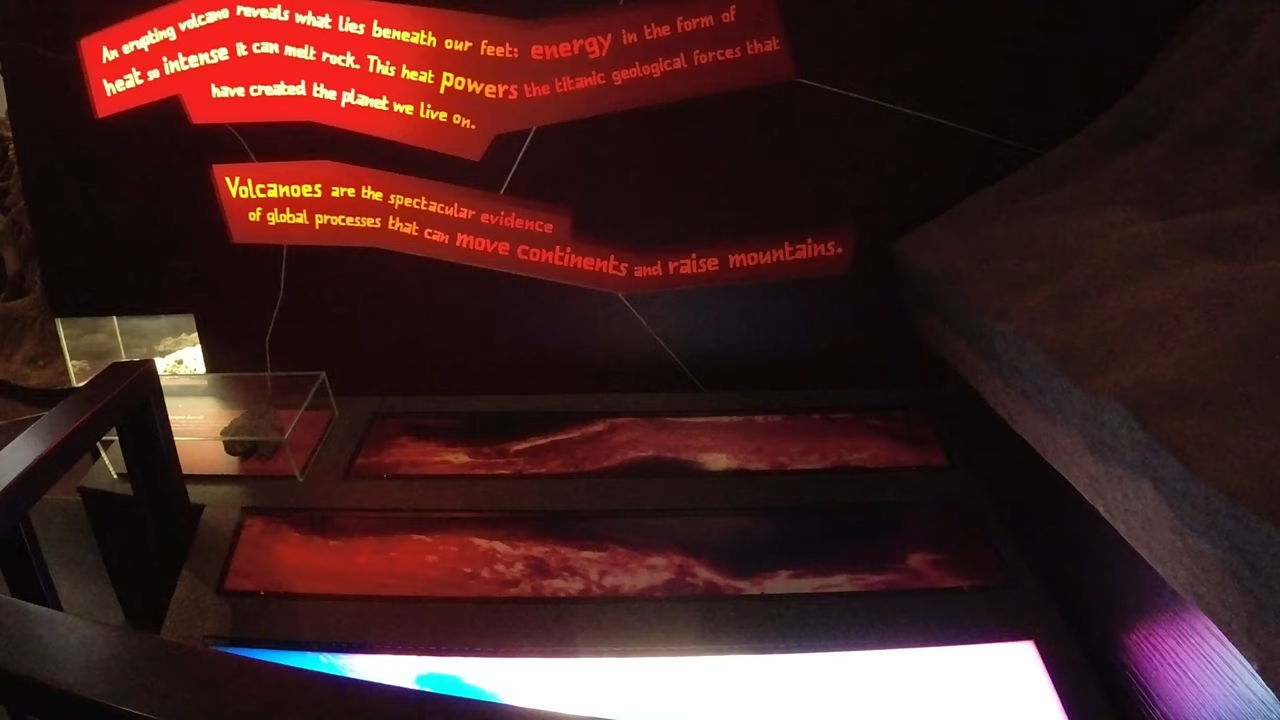 An erupting volcano reveals what lies beneath our feet: energy in the form of
heat so intense it can melt rock. This heat powers the titanic geological forces that
have created the planet we live on.
Volcanoes are the spectacular evidence
of global processes that can move continents and raise mountains.